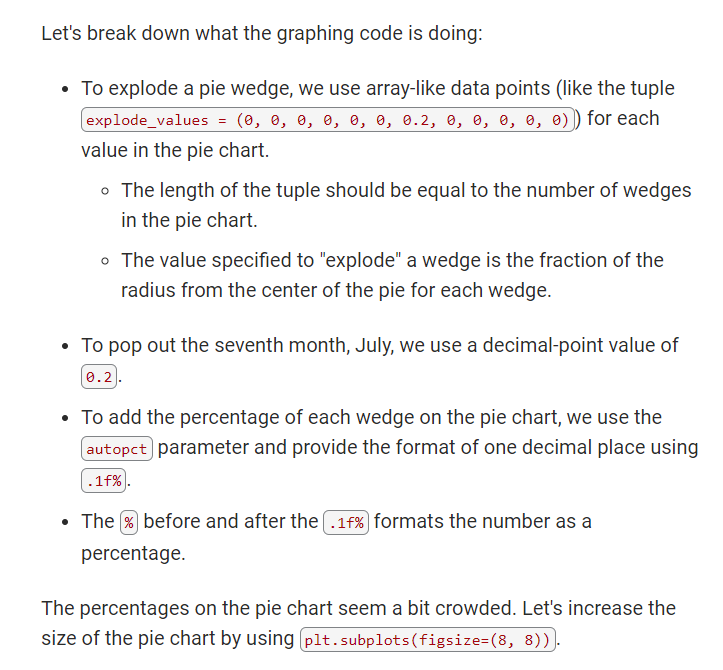 Let's break down what the graphing code is doing:
• To explode a pie wedge, we use array-like data points (like the tuple
explode_values = (0, 0, 0, 0, 0, 0, 0.2, 0, 0, 0, 0, 0)) for each
value in the pie chart.
◦ The length of the tuple should be equal to the number of wedges
in the pie chart.
◦ The value specified to "explode" a wedge is the fraction of the
radius from the center of the pie for each wedge.
• To pop out the seventh month, July, we use a decimal-point value of
0.2.
• To add the percentage of each wedge on the pie chart, we use the
autopct parameter and provide the format of one decimal place using
.1f%.
• The % before and after the .1f% formats the number as a
percentage.
The percentages on the pie chart seem a bit crowded. Let's increase the
size of the pie chart by using plt.subplots(figsize=(8, 8)).